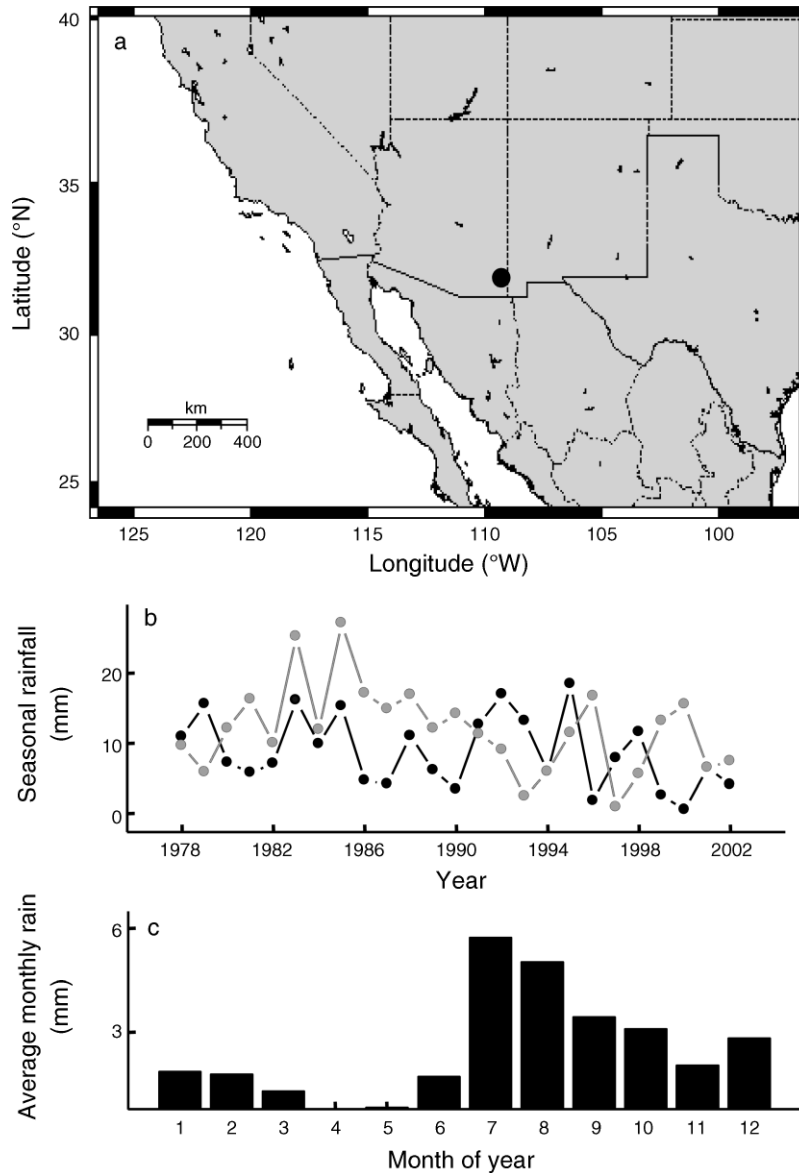 40
a
35
Latitude (°N)
30
km
0 200 400
25
125 120 115 110 105 100
Longitude (°W)
b
20
Seasonal rainfall
(mm)
10
0
1978 1982 1986 1990 1994 1998 2002
Year
6
c
Average monthly rain
(mm)
3
1 2 3 4 5 6 7 8 9 10 11 12
Month of year